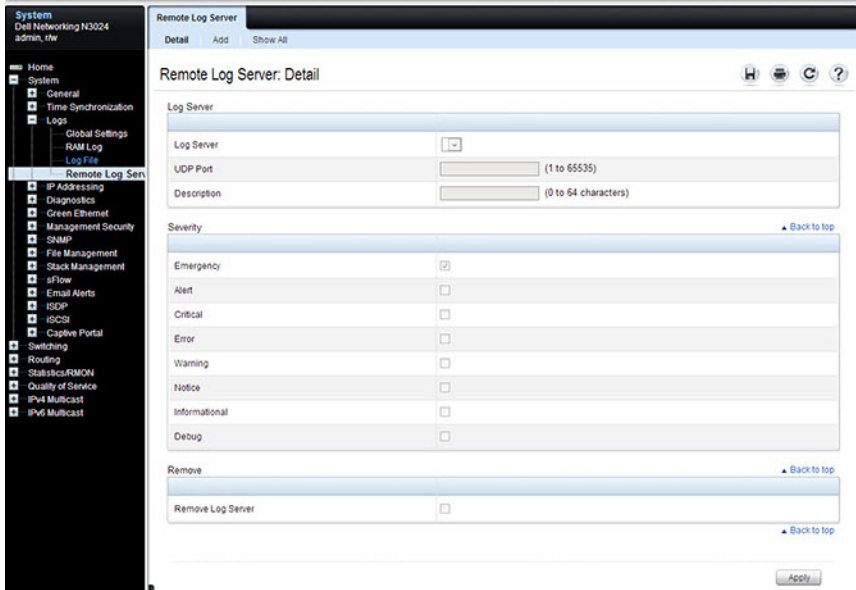 System
Dell Networking N3024
admin, r/w
Home
System
General
Time Synchronization
Logs
Global Settings
RAM Log
Log File
Remote Log Serv
IP Addressing
Diagnostics
Green Ethernet
Management Security
SNMP
File Management
Stack Management
sFlow
Email Alerts
ISDP
iSCSI
Captive Portal
Switching
Routing
Statistics/RMON
Quality of Service
IPv4 Multicast
IPv6 Multicast
Remote Log Server
Detail Add Show All
Remote Log Server: Detail
Log Server
Log Server
UDP Port (1 to 65535)
Description (0 to 64 characters)
Severity Back to top
Emergency
Alert
Critical
Error
Warning
Notice
Informational
Debug
Remove Back to top
Remove Log Server
Back to top
Apply